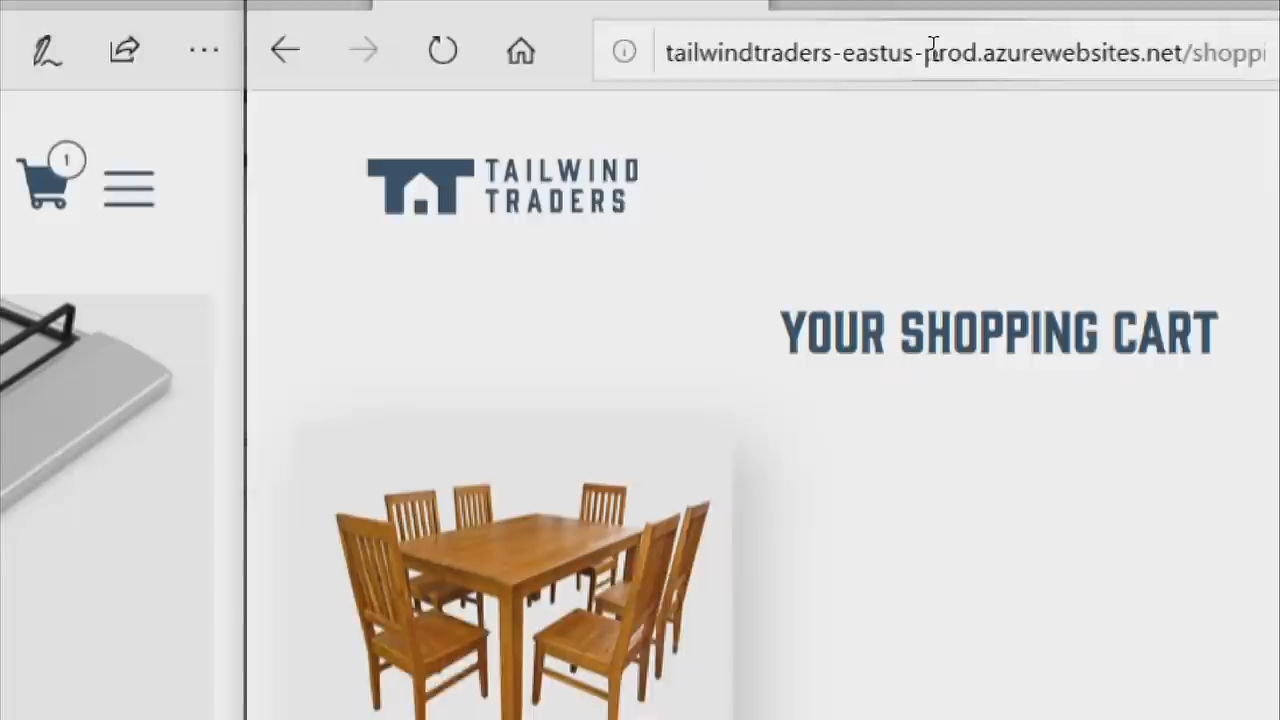 tailwindtraders-eastus-prod.azurewebsites.net/shoppi
1
TAILWIND
TRADERS
YOUR SHOPPING CART